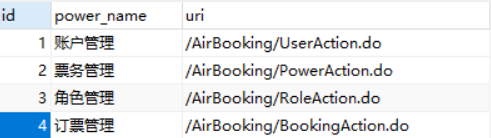 id power_name uri
1 账户管理 /AirBooking/UserAction.do
2 票务管理 /AirBooking/PowerAction.do
3 角色管理 /AirBooking/RoleAction.do
4 订票管理 /AirBooking/BookingAction.do